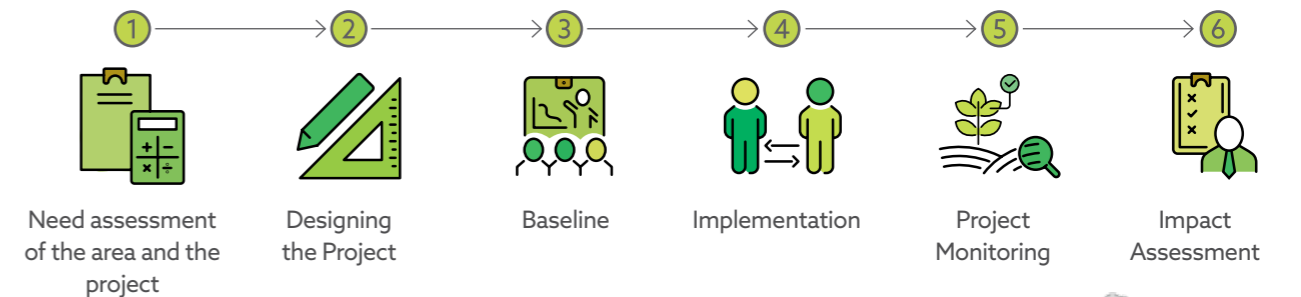 1
2
3
4
5
6
Need assessment
of the area and the
project
Designing
the Project
Baseline
Implementation
Project
Monitoring
Impact
Assessment